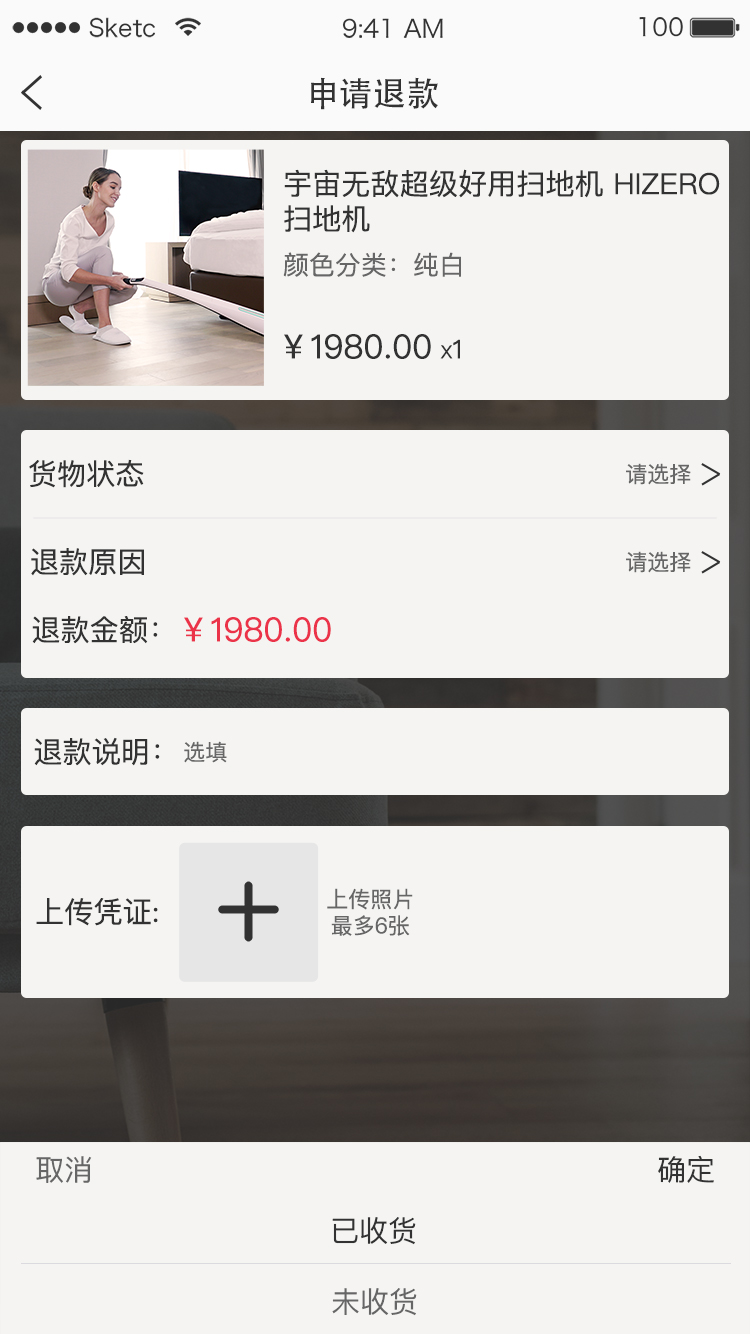 Sketc 9:41 AM 100
申请退款
宇宙无敌超级好用扫地机 HIZERO
扫地机
颜色分类：纯白
¥1980.00 x1
货物状态 请选择
退款原因 请选择
退款金额： ¥1980.00
退款说明： 选填
上传凭证:
上传照片
最多6张
取消 确定
已收货
未收货